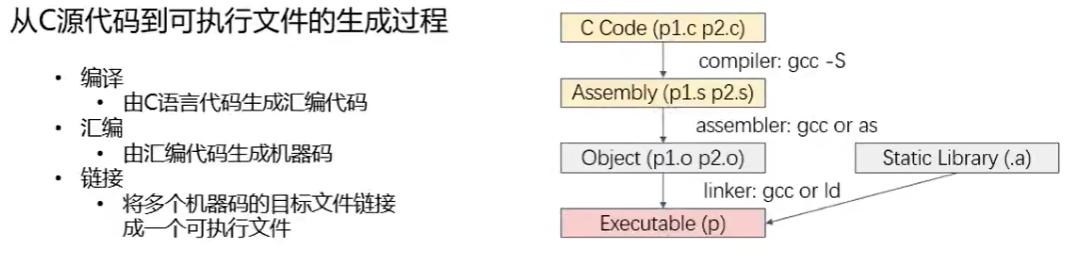 从C源代码到可执行文件的生成过程
• 编译
• 由C语言代码生成汇编代码
• 汇编
• 由汇编代码生成机器码
• 链接
• 将多个机器码的目标文件链接
成一个可执行文件
C Code (p1.c p2.c)
compiler: gcc -S
Assembly (p1.s p2.s)
assembler: gcc or as
Object (p1.o p2.o)
Static Library (.a)
linker: gcc or ld
Executable (p)